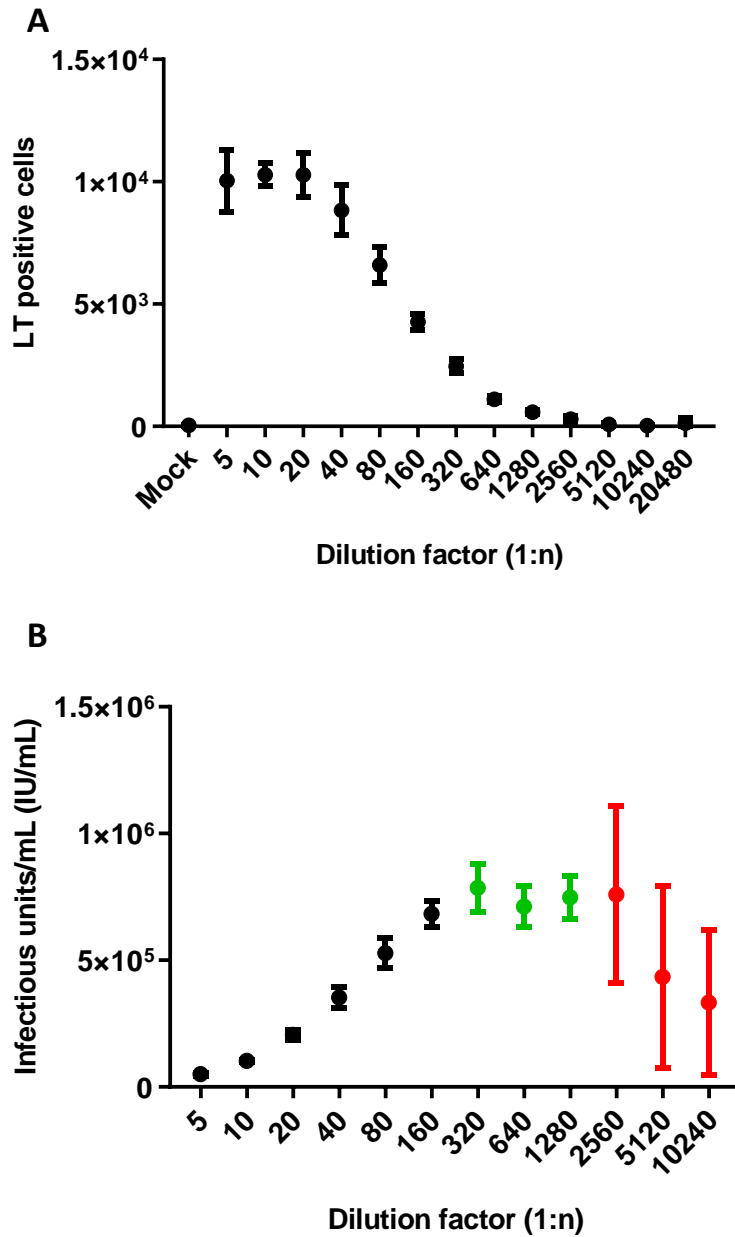 A
1.5×10⁴
1×10⁴
5×10³
0
LT positive cells
Mock 5 10 20 40 80 160 320 640 1280 2560 5120 10240 20480
Dilution factor (1:n)
B
1.5×10⁶
1×10⁶
5×10⁵
0
Infectious units/mL (IU/mL)
5 10 20 40 80 160 320 640 1280 2560 5120 10240
Dilution factor (1:n)